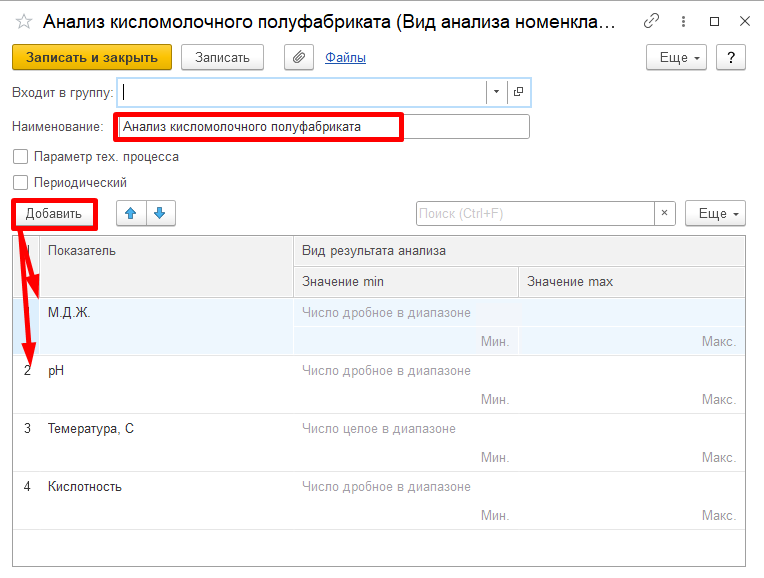 Анализ кисломолочного полуфабриката (Вид анализа номенкла...
Записать и закрыть Записать Файлы Еще ?
Входит в группу:
Наименование: Анализ кисломолочного полуфабриката
Параметр тех. процесса
Периодический
Добавить Поиск (Ctrl+F) × Еще
Показатель Вид результата анализа
Значение min Значение max
М.Д.Ж. Число дробное в диапазоне
Мин. Макс.
2 pH Число дробное в диапазоне
Мин. Макс.
3 Темература, С Число целое в диапазоне
Мин. Макс.
4 Кислотность Число дробное в диапазоне
Мин. Макс.